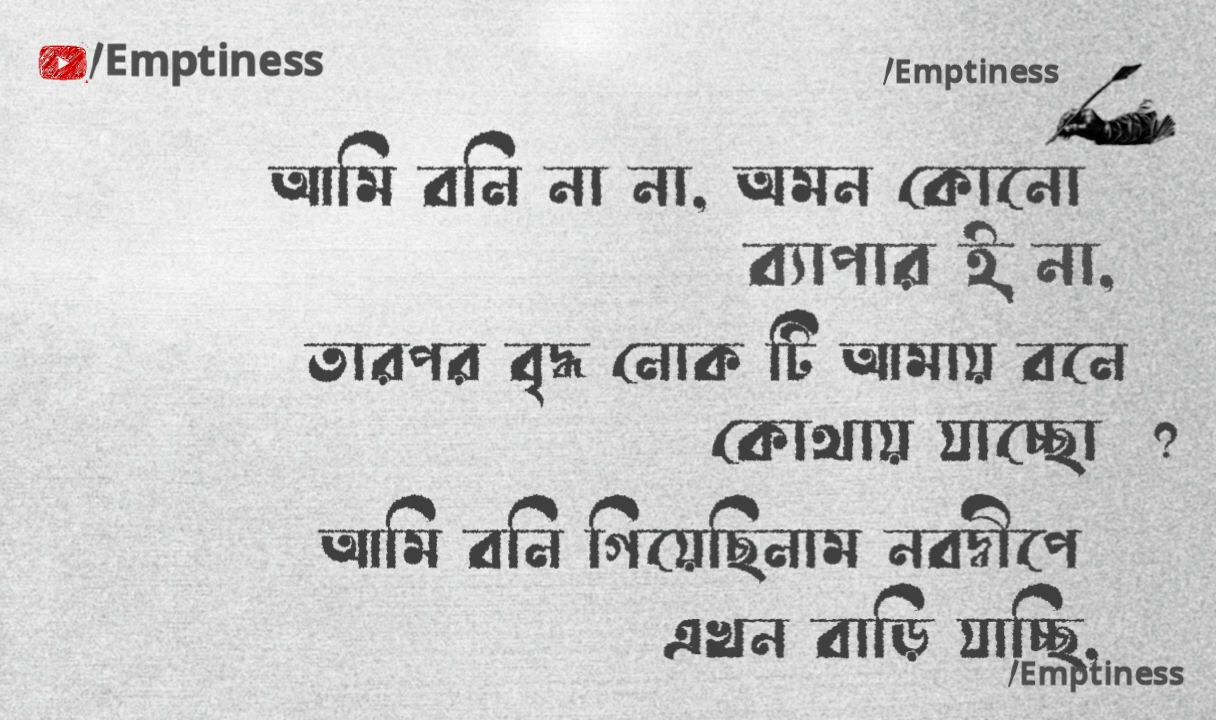 /Emptiness
/Emptiness
আমি বলি না না, অমন কোনো
ব্যাপার ই না,
তারপর বৃদ্ধ লোক টি আমায় বলে
কোথায় যাচ্ছো ?
আমি বলি গিয়েছিলাম নবদ্বীপে
এখন বাড়ি যাচ্ছি,
/Emptiness